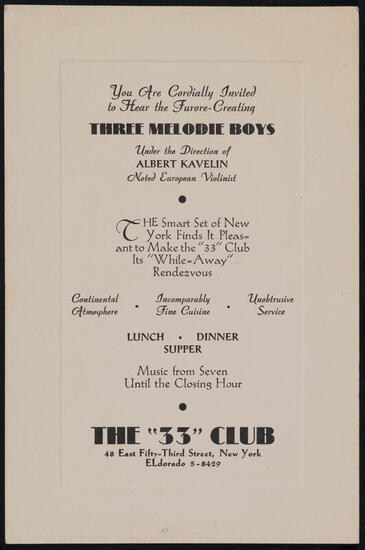 You Are Cordially Invited
to Hear the Furore-Creating
THREE MELODIE BOYS
Under the Direction of
ALBERT KAVELIN
Noted European Violinist
THE Smart Set of New
York Finds It Pleas=
ant to Make the "33" Club
Its "While=Away"
Rendezvous
Continental Atmosphere • Incomparably Fine Cuisine • Unobtrusive Service
LUNCH • DINNER
SUPPER
Music from Seven
Until the Closing Hour
THE "33" CLUB
48 East Fifty-Third Street, New York
ELdorado 5-8429